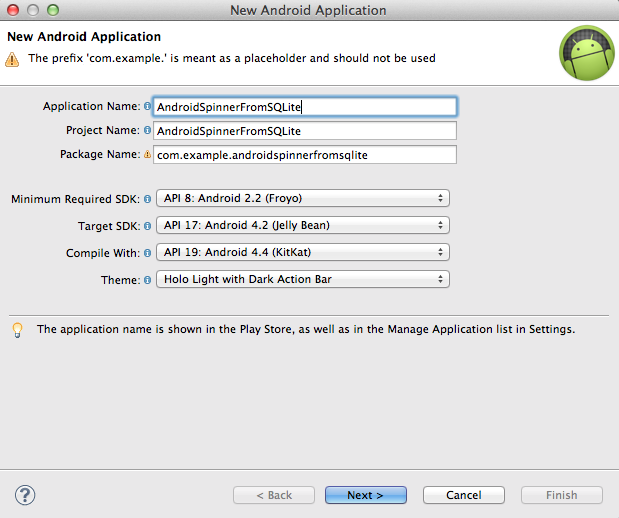 New Android Application
New Android Application
The prefix 'com.example.' is meant as a placeholder and should not be used
Application Name: AndroidSpinnerFromSQLite
Project Name: AndroidSpinnerFromSQLite
Package Name: com.example.androidspinnerfromsqlite
Minimum Required SDK: API 8: Android 2.2 (Froyo)
Target SDK: API 17: Android 4.2 (Jelly Bean)
Compile With: API 19: Android 4.4 (KitKat)
Theme: Holo Light with Dark Action Bar
The application name is shown in the Play Store, as well as in the Manage Application list in Settings.
? < Back Next > Cancel Finish